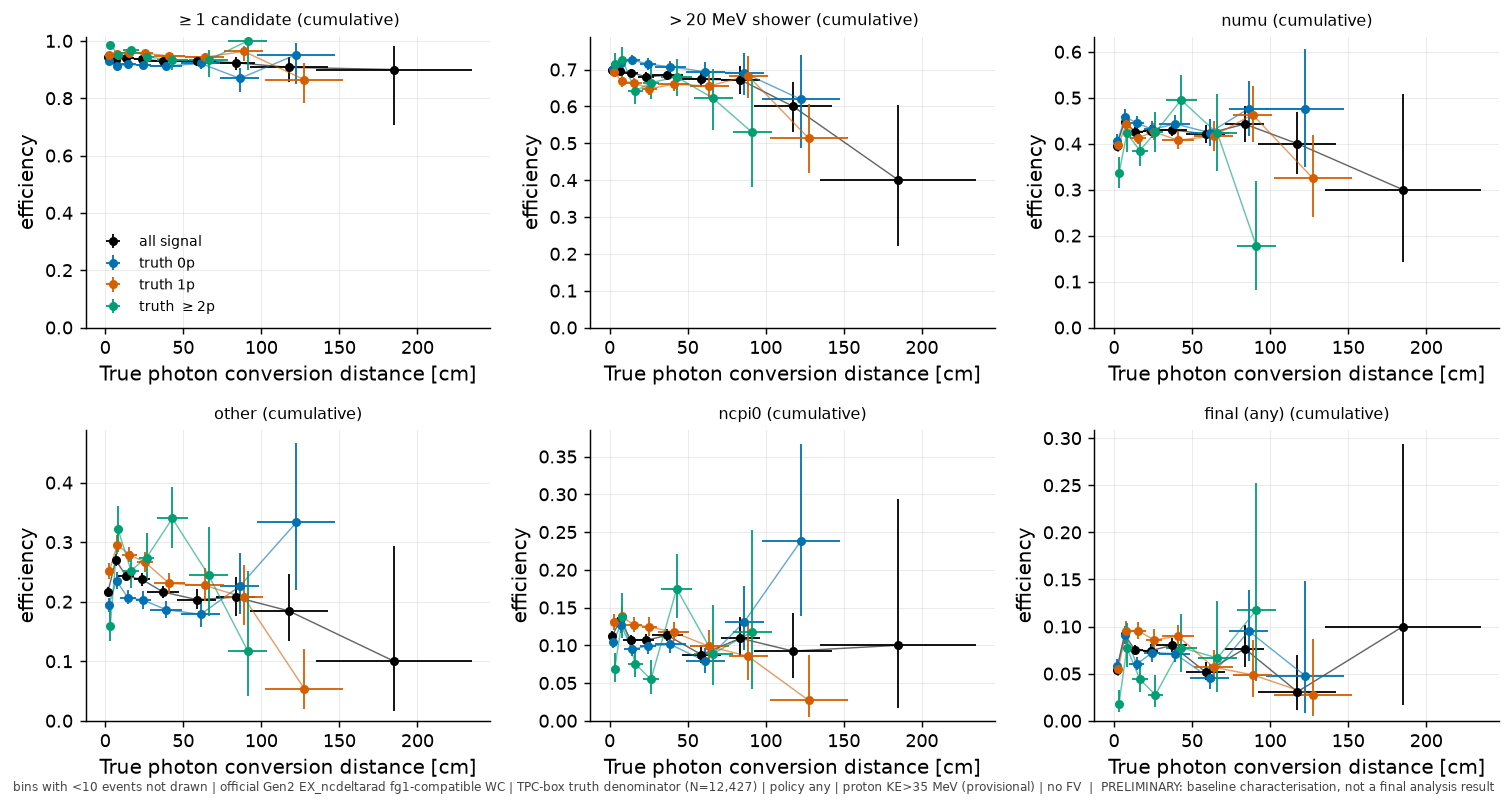 ≥ 1 candidate (cumulative)
efficiency
1.0
0.8
0.6
0.4
0.2
0.0
all signal
truth 0p
truth 1p
truth ≥ 2p
0 50 100 150 200
True photon conversion distance [cm]
> 20 MeV shower (cumulative)
efficiency
0.7
0.6
0.5
0.4
0.3
0.2
0.1
0.0
0 50 100 150 200
True photon conversion distance [cm]
numu (cumulative)
efficiency
0.6
0.5
0.4
0.3
0.2
0.1
0.0
0 50 100 150 200
True photon conversion distance [cm]
other (cumulative)
efficiency
0.4
0.3
0.2
0.1
0.0
0 50 100 150 200
True photon conversion distance [cm]
ncpi0 (cumulative)
efficiency
0.35
0.30
0.25
0.20
0.15
0.10
0.05
0.00
0 50 100 150 200
True photon conversion distance [cm]
final (any) (cumulative)
efficiency
0.30
0.25
0.20
0.15
0.10
0.05
0.00
0 50 100 150 200
True photon conversion distance [cm]
bins with <10 events not drawn | official Gen2 EX_ncdeltarad fg1-compatible WC | TPC-box truth denominator (N=12,427) | policy any | proton KE>35 MeV (provisional) | no FV | PRELIMINARY: baseline characterisation, not a final analysis result